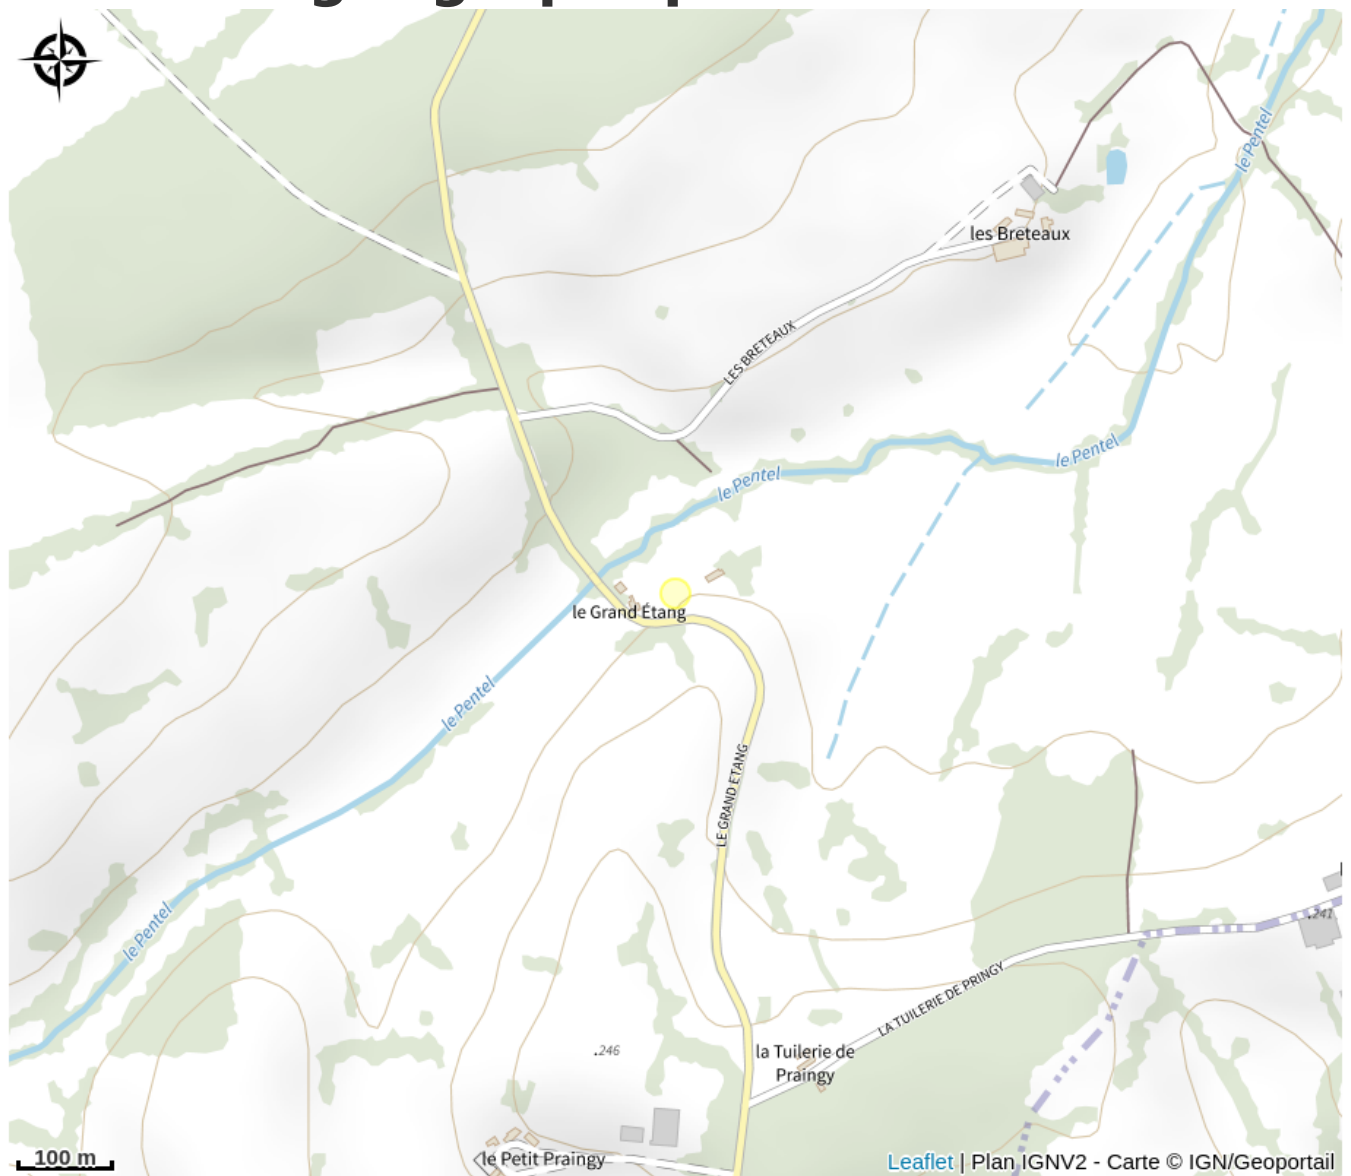 le Pentel
les Breteaux
LES BRETEAUX
le Pentel
le Pentel
le Grand Étang
le Pentel
LE GRAND ETANG
le Pentel
.241
LA TUILERIE DE PRINGY
.246
la Tuilerie de
Praingy
le Petit Praingy
100 m
Leaflet | Plan IGNV2 - Carte © IGN/Geoportail